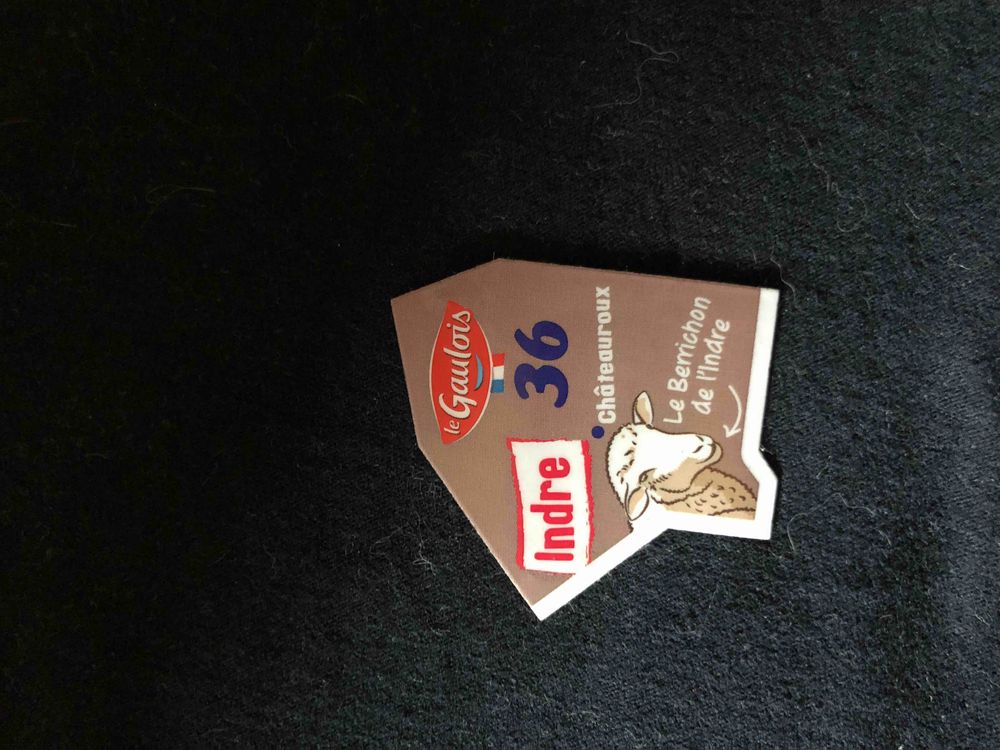 le Gaulois
36
Indre
Châteauroux
Le Berrichon
de l'Indre